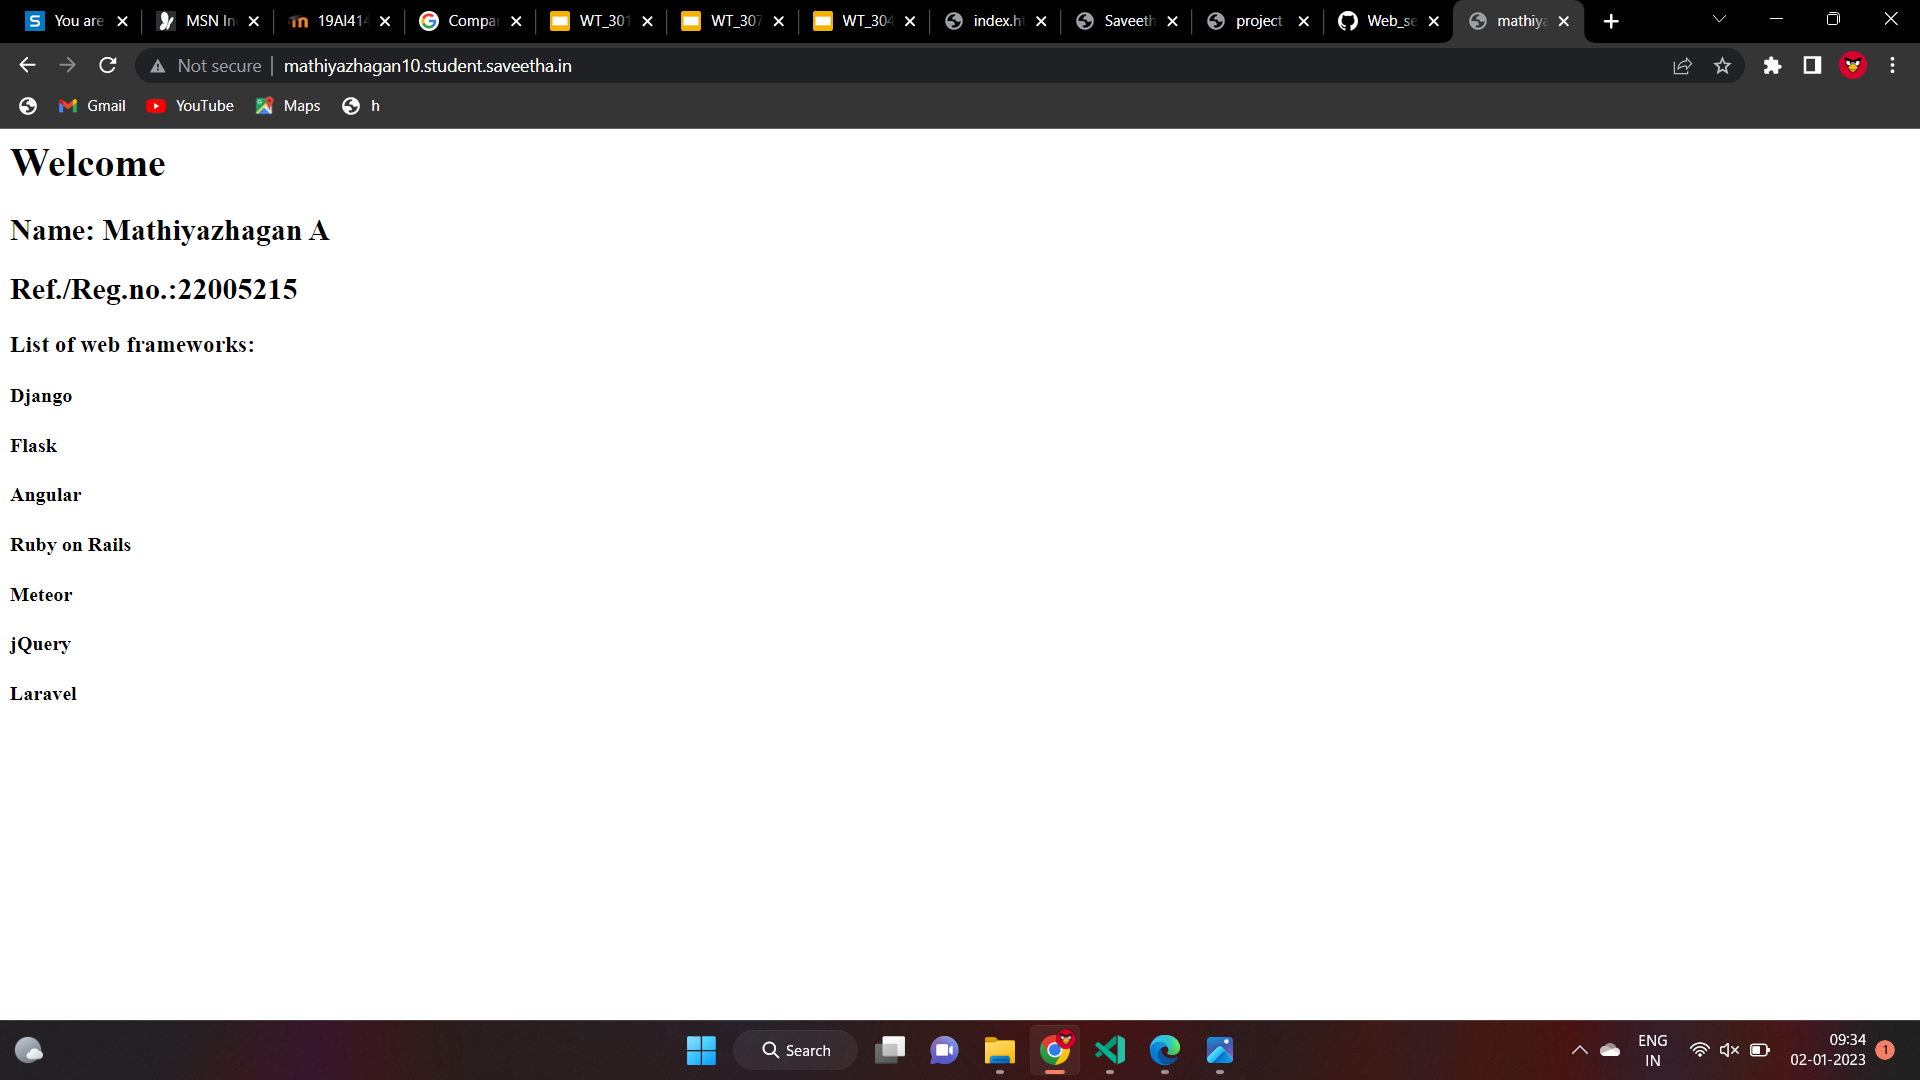 You are
MSN In
19AI414
Compar
WT_301
WT_307
WT_304
index.ht
Saveeth
project
Web_se
mathiya
Not secure
mathiyazhagan10.student.saveetha.in
Gmail
YouTube
Maps
h
Welcome
Name: Mathiyazhagan A
Ref./Reg.no.:22005215
List of web frameworks:
Django
Flask
Angular
Ruby on Rails
Meteor
jQuery
Laravel
Search
ENG
IN
09:34
02-01-2023
1